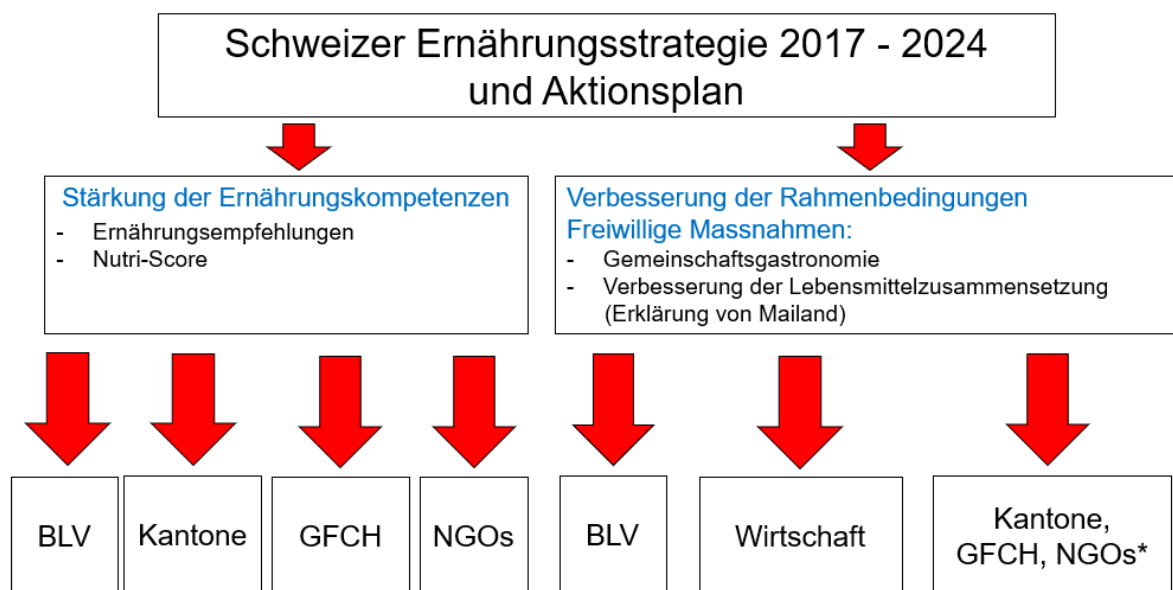 Schweizer Ernährungsstrategie 2017 - 2024
und Aktionsplan
Stärkung der Ernährungskompetenzen
- Ernährungsempfehlungen
- Nutri-Score
Verbesserung der Rahmenbedingungen
Freiwillige Massnahmen:
- Gemeinschaftsgastronomie
- Verbesserung der Lebensmittelzusammensetzung
(Erklärung von Mailand)
BLV
Kantone
GFCH
NGOs
BLV
Wirtschaft
Kantone,
GFCH, NGOs*